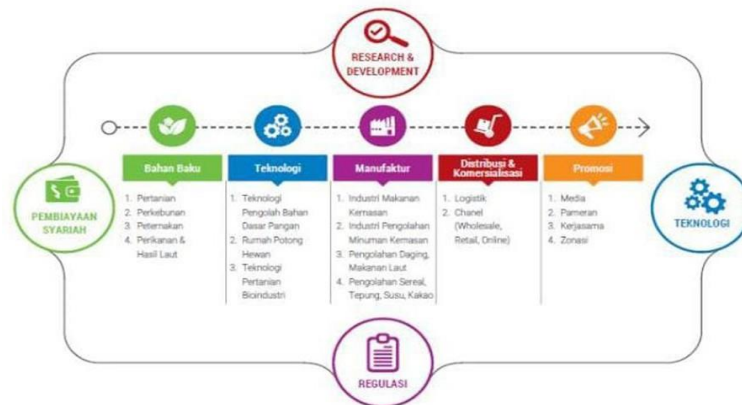 RESEARCH &
DEVELOPMENT
PEMBIAYAAN
SYARIAH
Bahan Baku
1. Pertanian
2. Perkebunan
3. Peternakan
4. Perikanan &
Hasil Laut
Teknologi
1. Teknologi
Pengolah Bahan
Dasar Pangan
2. Rumah Potong
Hewan
3. Teknologi
Pertanian
Bioindustri
Manufaktur
1. Industri Makanan
Kemasan
2. Industri Pengolahan
Minuman Kemasan
3. Pengolahan Daging,
Makanan Laut
4. Pengolahan Sereal,
Tepung, Susu, Kakao
Distribusi &
Komersialisasi
1. Logistik
2. Chanel
(Wholesale,
Retail, Online)
Promosi
1. Media
2. Pameran
3. Kerjasama
4. Zonasi
TEKNOLOGI
REGULASI